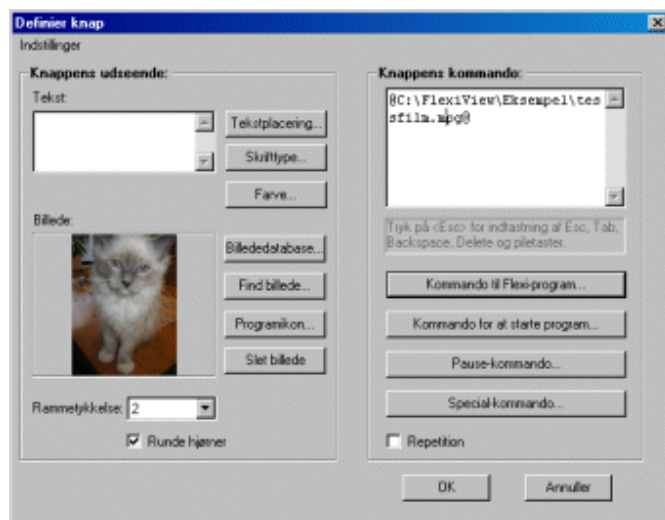 Definier knap
Indstillinger
Knappens udseende:
Tekst:
Tekstplacering...
Skrifttype...
Farve...
Billede:
Billededatabase...
Find billede...
Programikon...
Slet billede
Rammetykkelse: 2
Runde hjørner
Knappens kommando:
@C:\FlexiView\Eksempel\tes
sfilm.mpg@
Tryk på <Esc> for indtastning af Esc, Tab,
Backspace, Delete og piletaster.
Kommando til Flexi-program...
Kommando for at starte program...
Pause-kommando...
Special-kommando...
Repetition
OK
Annuller